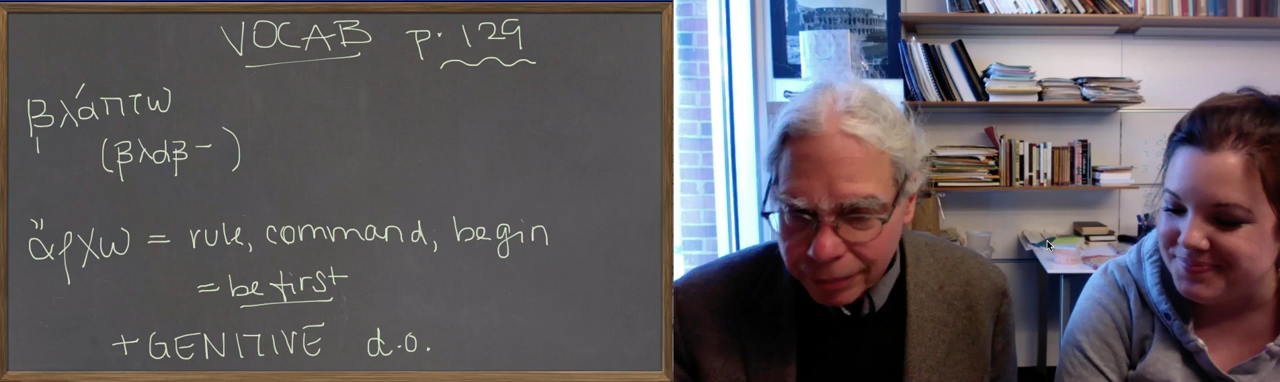 VOCAB p. 129
βλάπτω
(βλαβ- )
ἄρχω = rule, command, begin
= be first
+ GENITIVE d.o.